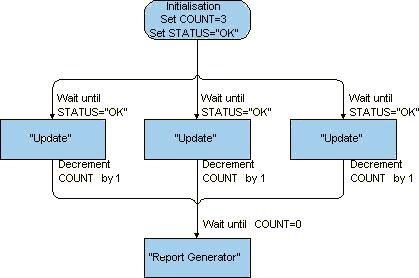 Initialisation
Set COUNT=3
Set STATUS="OK"
Wait until
STATUS="OK"
Wait until
STATUS="OK"
Wait until
STATUS="OK"
"Update"
"Update"
"Update"
Decrement
COUNT by 1
Decrement
COUNT by 1
Decrement
COUNT by 1
Wait until COUNT=0
"Report Generator"